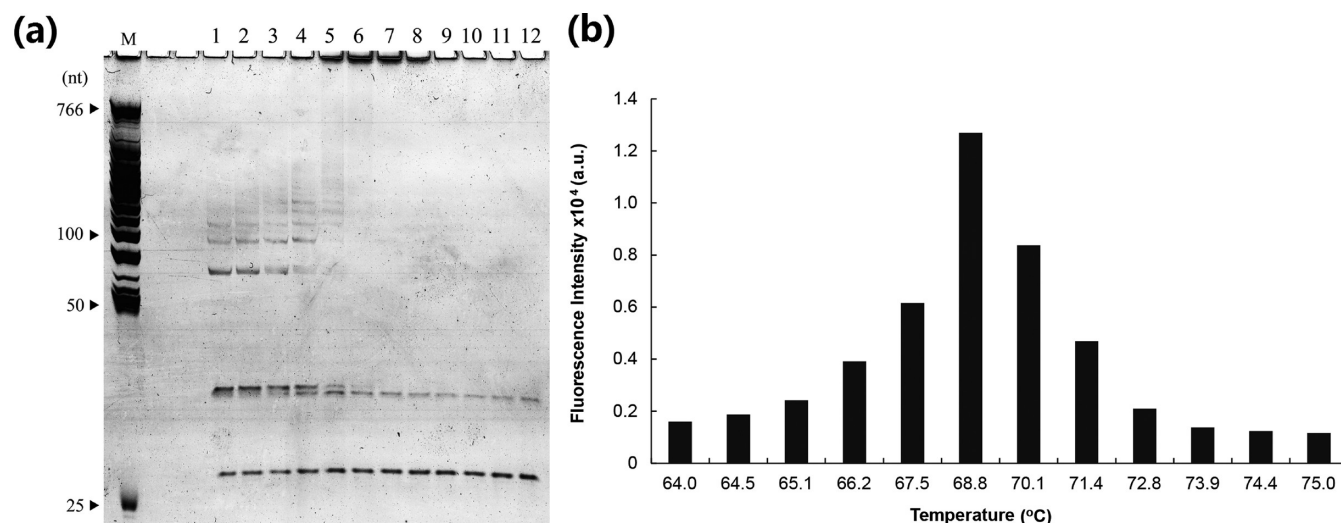 (a)
M 1 2 3 4 5 6 7 8 9 10 11 12
(nt)
766
100
50
25
(b)
Fluorescence Intensity x10⁴ (a.u.)
1.4
1.2
1.0
0.8
0.6
0.4
0.2
0
64.0 64.5 65.1 66.2 67.5 68.8 70.1 71.4 72.8 73.9 74.4 75.0
Temperature (ºC)